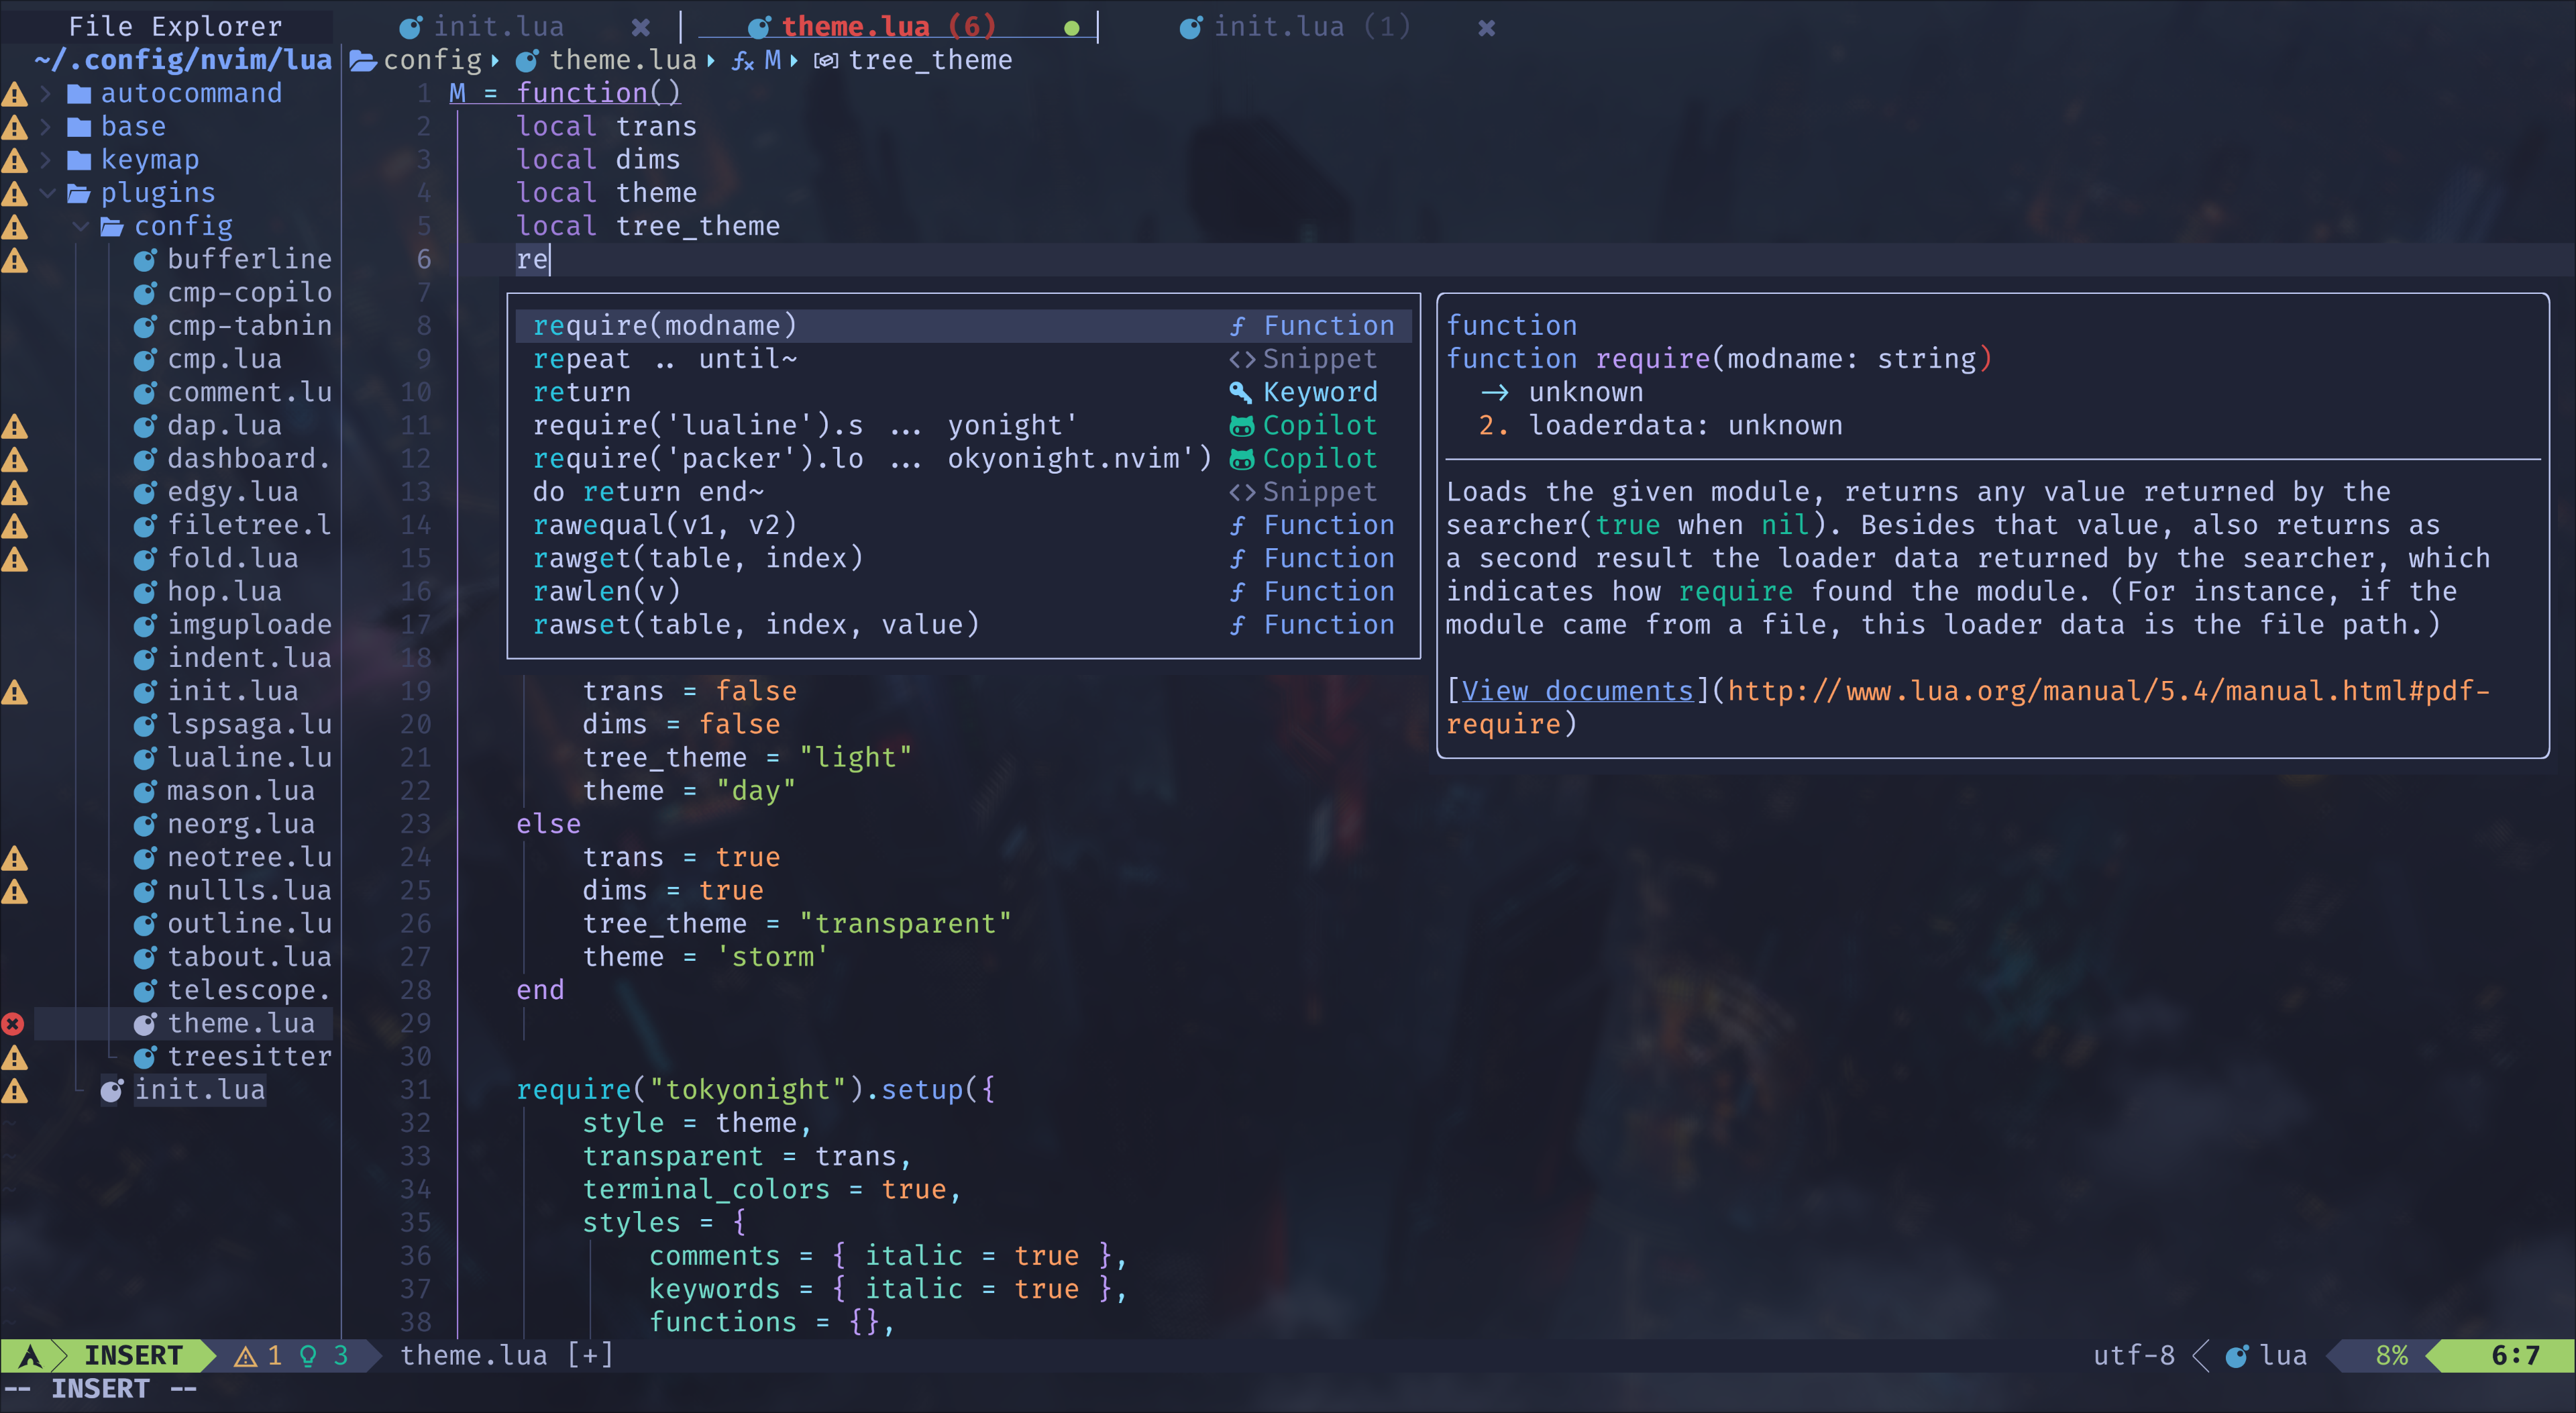 File Explorer
init.lua
theme.lua (6)
init.lua (1)
~/.config/nvim/lua
config
theme.lua
M
tree_theme
autocommand
base
keymap
plugins
config
bufferline
cmp-copilo
cmp-tabnin
cmp.lua
comment.lu
dap.lua
dashboard.
edgy.lua
filetree.l
fold.lua
hop.lua
imguploade
indent.lua
init.lua
lspsaga.lu
lualine.lu
mason.lua
neorg.lua
neotree.lu
nullls.lua
outline.lu
tabout.lua
telescope.
theme.lua
treesitter
init.lua
1 M = function()
2 local trans
3 local dims
4 local theme
5 local tree_theme
6 re
7
8
9
10
11
12
13
14
15
16
17
18
require(modname) Function
repeat .. until~ Snippet
return Keyword
require('lualine').s ... yonight' Copilot
require('packer').lo ... okyonight.nvim') Copilot
do return end~ Snippet
rawequal(v1, v2) Function
rawget(table, index) Function
rawlen(v) Function
rawset(table, index, value) Function
function
function require(modname: string)
-> unknown
2. loaderdata: unknown
Loads the given module, returns any value returned by the
searcher(true when nil). Besides that value, also returns as
a second result the loader data returned by the searcher, which
indicates how require found the module. (For instance, if the
module came from a file, this loader data is the file path.)
[View documents](http://www.lua.org/manual/5.4/manual.html#pdf-
require)
19 trans = false
20 dims = false
21 tree_theme = "light"
22 theme = "day"
23 else
24 trans = true
25 dims = true
26 tree_theme = "transparent"
27 theme = 'storm'
28 end
29
30
31 require("tokyonight").setup({
32 style = theme,
33 transparent = trans,
34 terminal_colors = true,
35 styles = {
36 comments = { italic = true },
37 keywords = { italic = true },
38 functions = {},
INSERT 1 3 theme.lua [+] utf-8 lua 8% 6:7
-- INSERT --